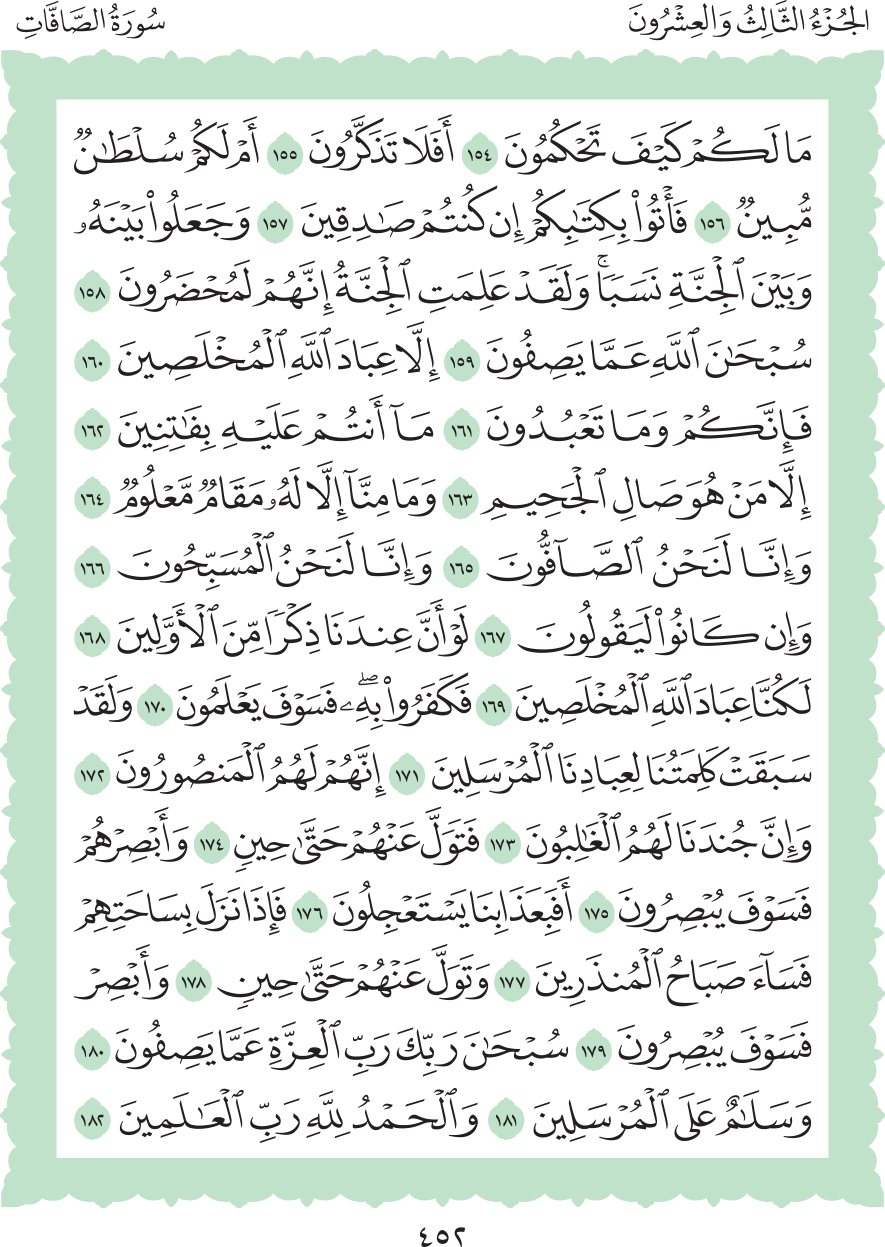 الجُزْءُ الثَّالِثُ وَالعِشْرُونَ
سُورَةُ الصَّافَّاتِ
مَا لَكُمْ كَيْفَ تَحْكُمُونَ ١٥٤ أَفَلَا تَذَكَّرُونَ ١٥٥ أَمْ لَكُمْ سُلْطَٰنٌ
مُّبِينٌ ١٥٦ فَأْتُوا۟ بِكِتَٰبِكُمْ إِن كُنتُمْ صَٰدِقِينَ ١٥٧ وَجَعَلُوا۟ بَيْنَهُۥ
وَبَيْنَ ٱلْجِنَّةِ نَسَبًا ۚ وَلَقَدْ عَلِمَتِ ٱلْجِنَّةُ إِنَّهُمْ لَمُحْضَرُونَ ١٥٨
سُبْحَٰنَ ٱللَّهِ عَمَّا يَصِفُونَ ١٥٩ إِلَّا عِبَادَ ٱللَّهِ ٱلْمُخْلَصِينَ ١٦٠
فَإِنَّكُمْ وَمَا تَعْبُدُونَ ١٦١ مَآ أَنتُمْ عَلَيْهِ بِفَٰتِنِينَ ١٦٢
إِلَّا مَنْ هُوَ صَالِ ٱلْجَحِيمِ ١٦٣ وَمَا مِنَّآ إِلَّا لَهُۥ مَقَامٌ مَّعْلُومٌ ١٦٤
وَإِنَّا لَنَحْنُ ٱلصَّآفُّونَ ١٦٥ وَإِنَّا لَنَحْنُ ٱلْمُسَبِّحُونَ ١٦٦
وَإِن كَانُوا۟ لَيَقُولُونَ ١٦٧ لَوْ أَنَّ عِندَنَا ذِكْرًا مِّنَ ٱلْأَوَّلِينَ ١٦٨
لَكُنَّا عِبَادَ ٱللَّهِ ٱلْمُخْلَصِينَ ١٦٩ فَكَفَرُوا۟ بِهِۦ ۖ فَسَوْفَ يَعْلَمُونَ ١٧٠ وَلَقَدْ
سَبَقَتْ كَلِمَتُنَا لِعِبَادِنَا ٱلْمُرْسَلِينَ ١٧١ إِنَّهُمْ لَهُمُ ٱلْمَنصُورُونَ ١٧٢
وَإِنَّ جُندَنَا لَهُمُ ٱلْغَٰلِبُونَ ١٧٣ فَتَوَلَّ عَنْهُمْ حَتَّىٰ حِينٍ ١٧٤ وَأَبْصِرْهُمْ
فَسَوْفَ يُبْصِرُونَ ١٧٥ أَفَبِعَذَابِنَا يَسْتَعْجِلُونَ ١٧٦ فَإِذَا نَزَلَ بِسَاحَتِهِمْ
فَسَآءَ صَبَاحُ ٱلْمُنذَرِينَ ١٧٧ وَتَوَلَّ عَنْهُمْ حَتَّىٰ حِينٍ ١٧٨ وَأَبْصِرْ
فَسَوْفَ يُبْصِرُونَ ١٧٩ سُبْحَٰنَ رَبِّكَ رَبِّ ٱلْعِزَّةِ عَمَّا يَصِفُونَ ١٨٠
وَسَلَٰمٌ عَلَى ٱلْمُرْسَلِينَ ١٨١ وَٱلْحَمْدُ لِلَّهِ رَبِّ ٱلْعَٰلَمِينَ ١٨٢
٤٥٢